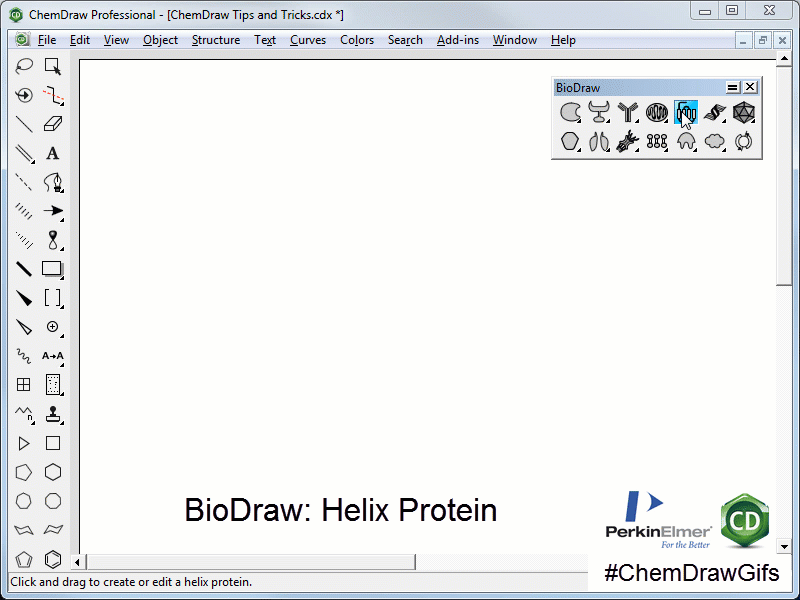 ChemDraw Professional - [ChemDraw Tips and Tricks.cdx *]
File Edit View Object Structure Text Curves Colors Search Add-ins Window Help
BioDraw
A
A→A
n
BioDraw: Helix Protein
PerkinElmer
For the Better
CD
#ChemDrawGifs
Click and drag to create or edit a helix protein.